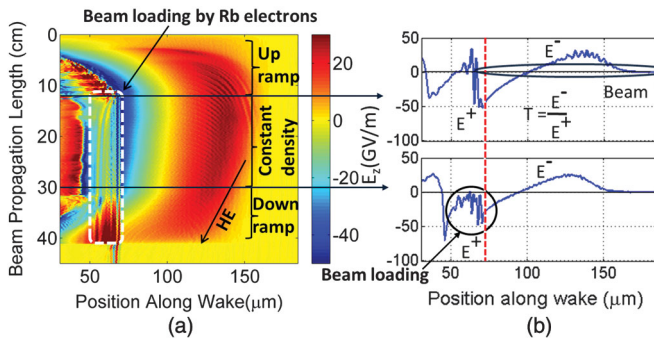 Beam loading by Rb electrons
Beam Propagation Length (cm)
0
10
20
30
40
50
100
150
Position Along Wake(μm)
(a)
Up
ramp
Constant
density
Down
ramp
HE
20
0
-20
-40
E_z(GV/m)
50
0
-50
-100
E⁻
Beam
E⁺
T = E⁻/E⁺
50
0
-50
-100
E⁻
E⁺
Beam loading
50
100
150
Position along wake (μm)
(b)